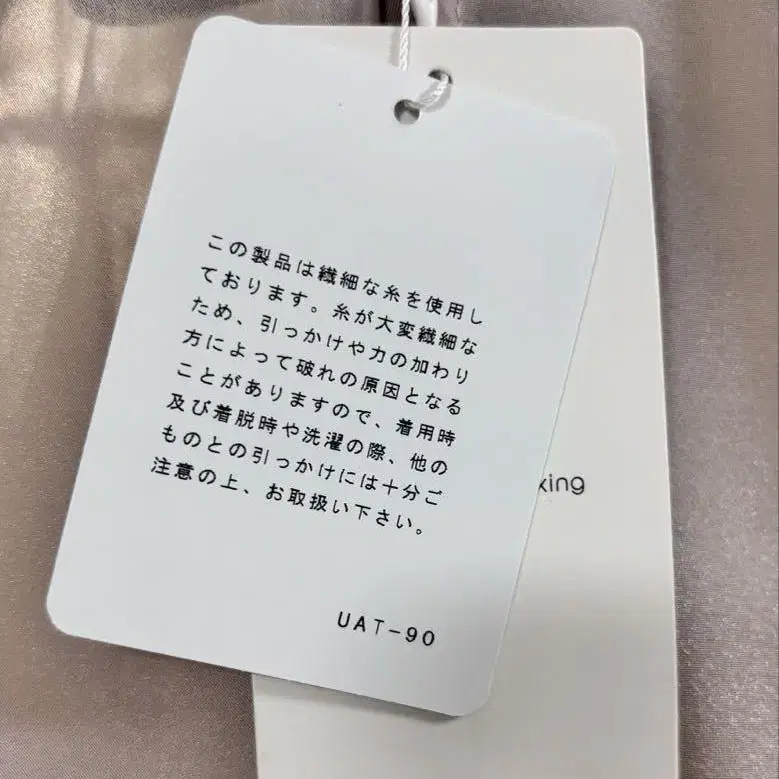 この製品は繊細な糸を使用し
ております。糸が大変繊細な
ため、引っかけや力の加わり
方によって破れの原因となる
ことがありますので、着用時
及び着脱時や洗濯の際、他の
ものとの引っかけには十分ご
注意の上、お取扱い下さい。
UAT-90
xing